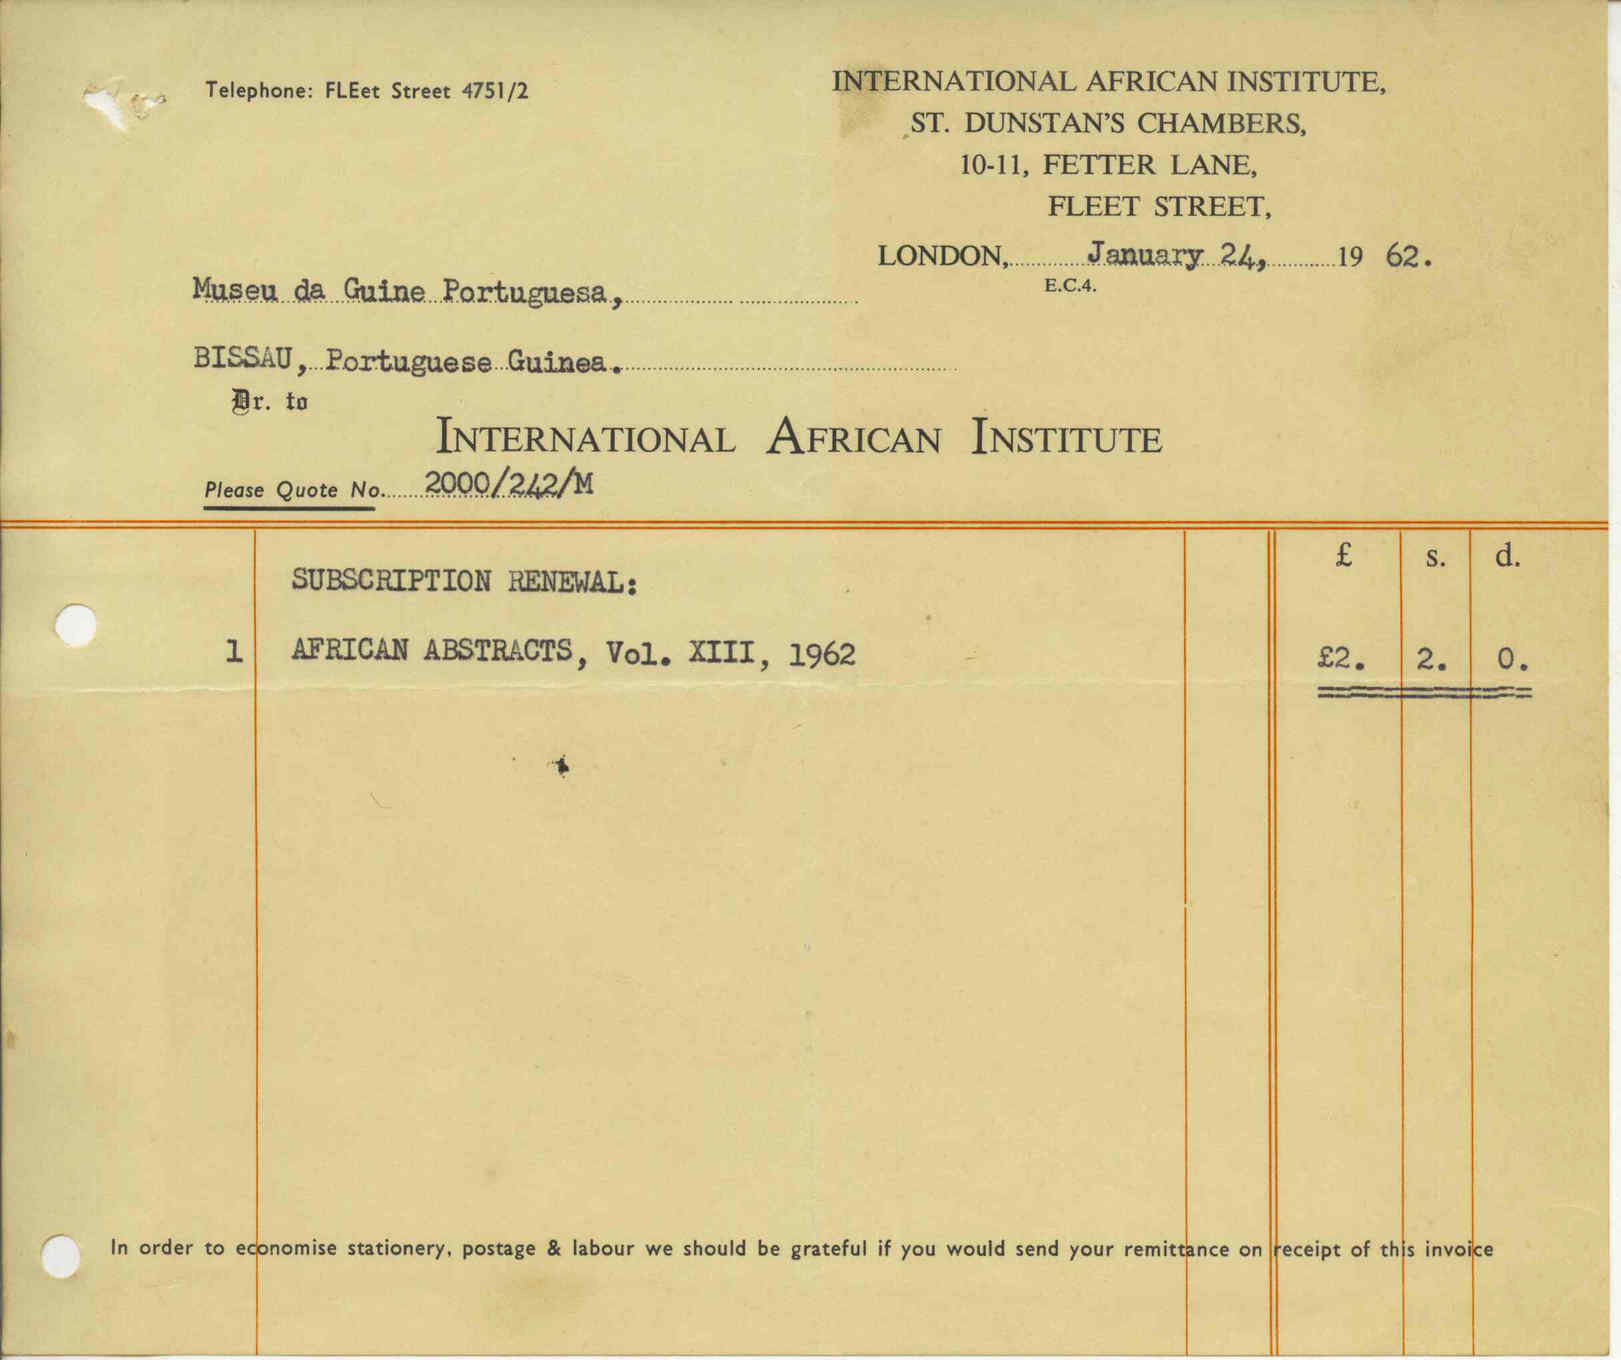 Telephone: FLEet Street 4751/2
INTERNATIONAL AFRICAN INSTITUTE,
ST. DUNSTAN'S CHAMBERS,
10-11, FETTER LANE,
FLEET STREET,
LONDON, January 24, 19 62.
E.C.4.
Museu da Guine Portuguesa,
BISSAU, Portuguese Guinea.
Dr. to
INTERNATIONAL AFRICAN INSTITUTE
Please Quote No. 2000/242/M
£ s. d.
SUBSCRIPTION RENEWAL:
1 AFRICAN ABSTRACTS, Vol. XIII, 1962 £2. 2. 0.
In order to economise stationery, postage & labour we should be grateful if you would send your remittance on receipt of this invoice